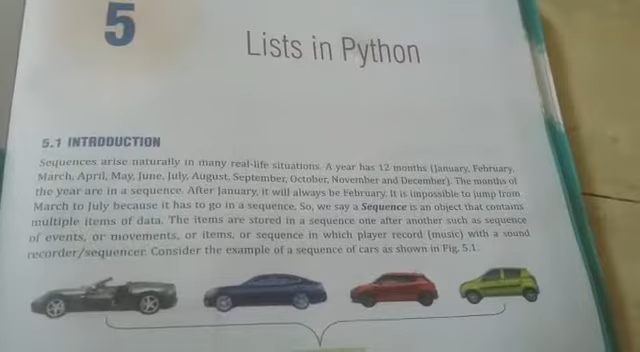 5
Lists in Python
5.1 INTRODUCTION
Sequences arise naturally in many real-life situations. A year has 12 months (January, February,
March, April, May, June, July, August, September, October, November and December). The months of
the year are in a sequence. After January, it will always be February. It is impossible to jump from
March to July because it has to go in a sequence. So, we say a Sequence is an object that contains
multiple items of data. The items are stored in a sequence one after another such as sequence
of events, or movements, or items, or sequence in which player record (music) with a sound
recorder/sequencer. Consider the example of a sequence of cars as shown in Fig. 5.1.